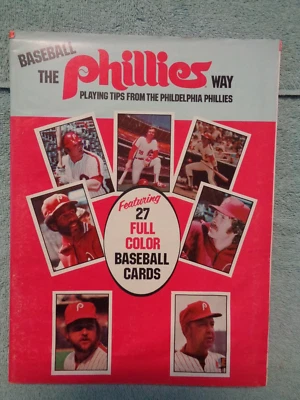 BASEBALL
THE Phillies WAY
PLAYING TIPS FROM THE PHILADELPHIA PHILLIES
Featuring
27
FULL
COLOR
BASEBALL
CARDS